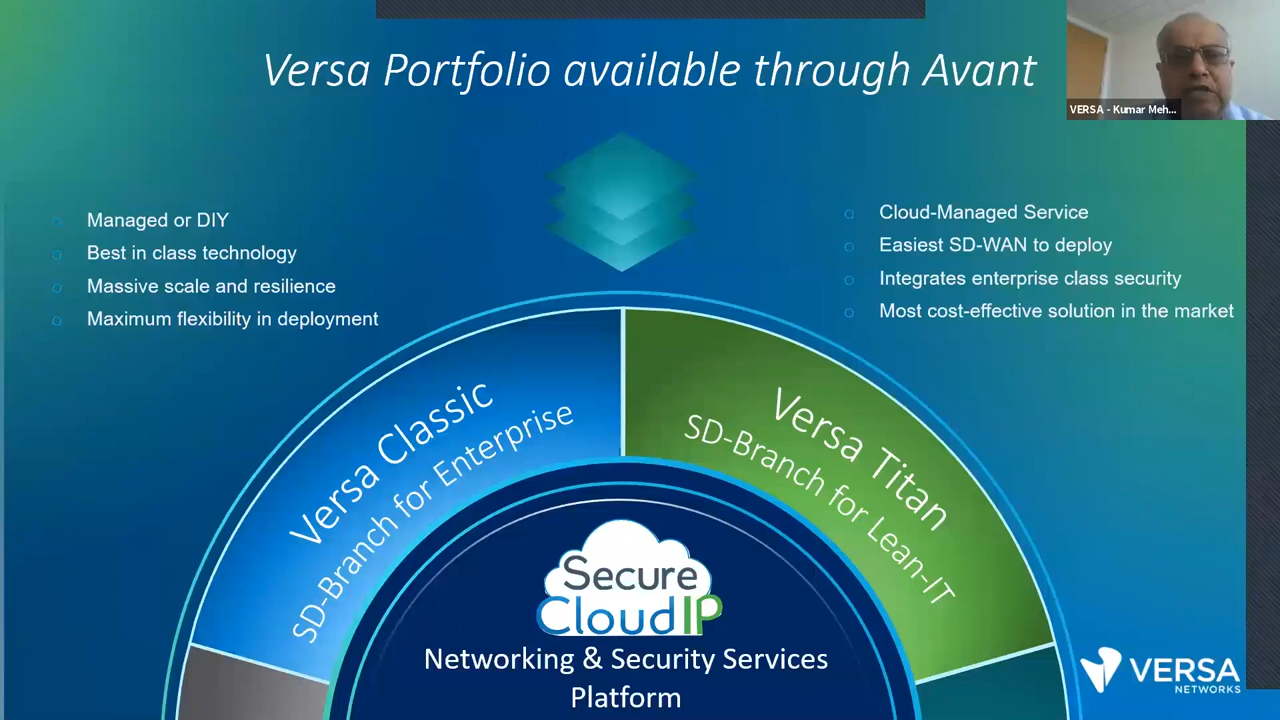 Versa Portfolio available through Avant
VERSA - Kumar Meh...
Managed or DIY
Best in class technology
Massive scale and resilience
Maximum flexibility in deployment
Cloud-Managed Service
Easiest SD-WAN to deploy
Integrates enterprise class security
Most cost-effective solution in the market
Versa Classic
SD-Branch for Enterprise
Versa Titan
SD-Branch for Lean-IT
Secure
CloudIP
Networking & Security Services
Platform
VERSA
NETWORKS